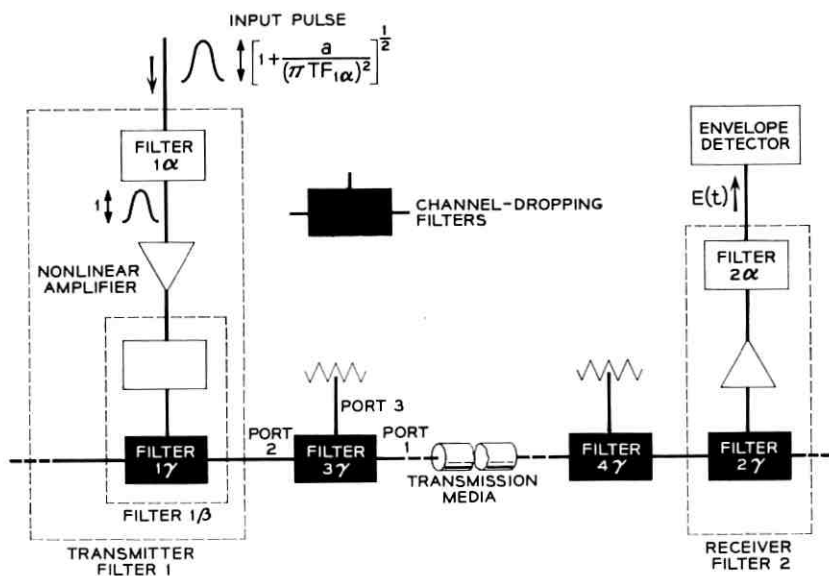 INPUT PULSE
[1 + a / (π TF1α)²]^1/2
FILTER
1α
1
NONLINEAR
AMPLIFIER
FILTER
1γ
FILTER 1β
TRANSMITTER
FILTER 1
CHANNEL-DROPPING
FILTERS
PORT
2
PORT 3
FILTER
3γ
PORT
1
TRANSMISSION
MEDIA
FILTER
4γ
ENVELOPE
DETECTOR
E(t)
FILTER
2α
FILTER
2γ
RECEIVER
FILTER 2